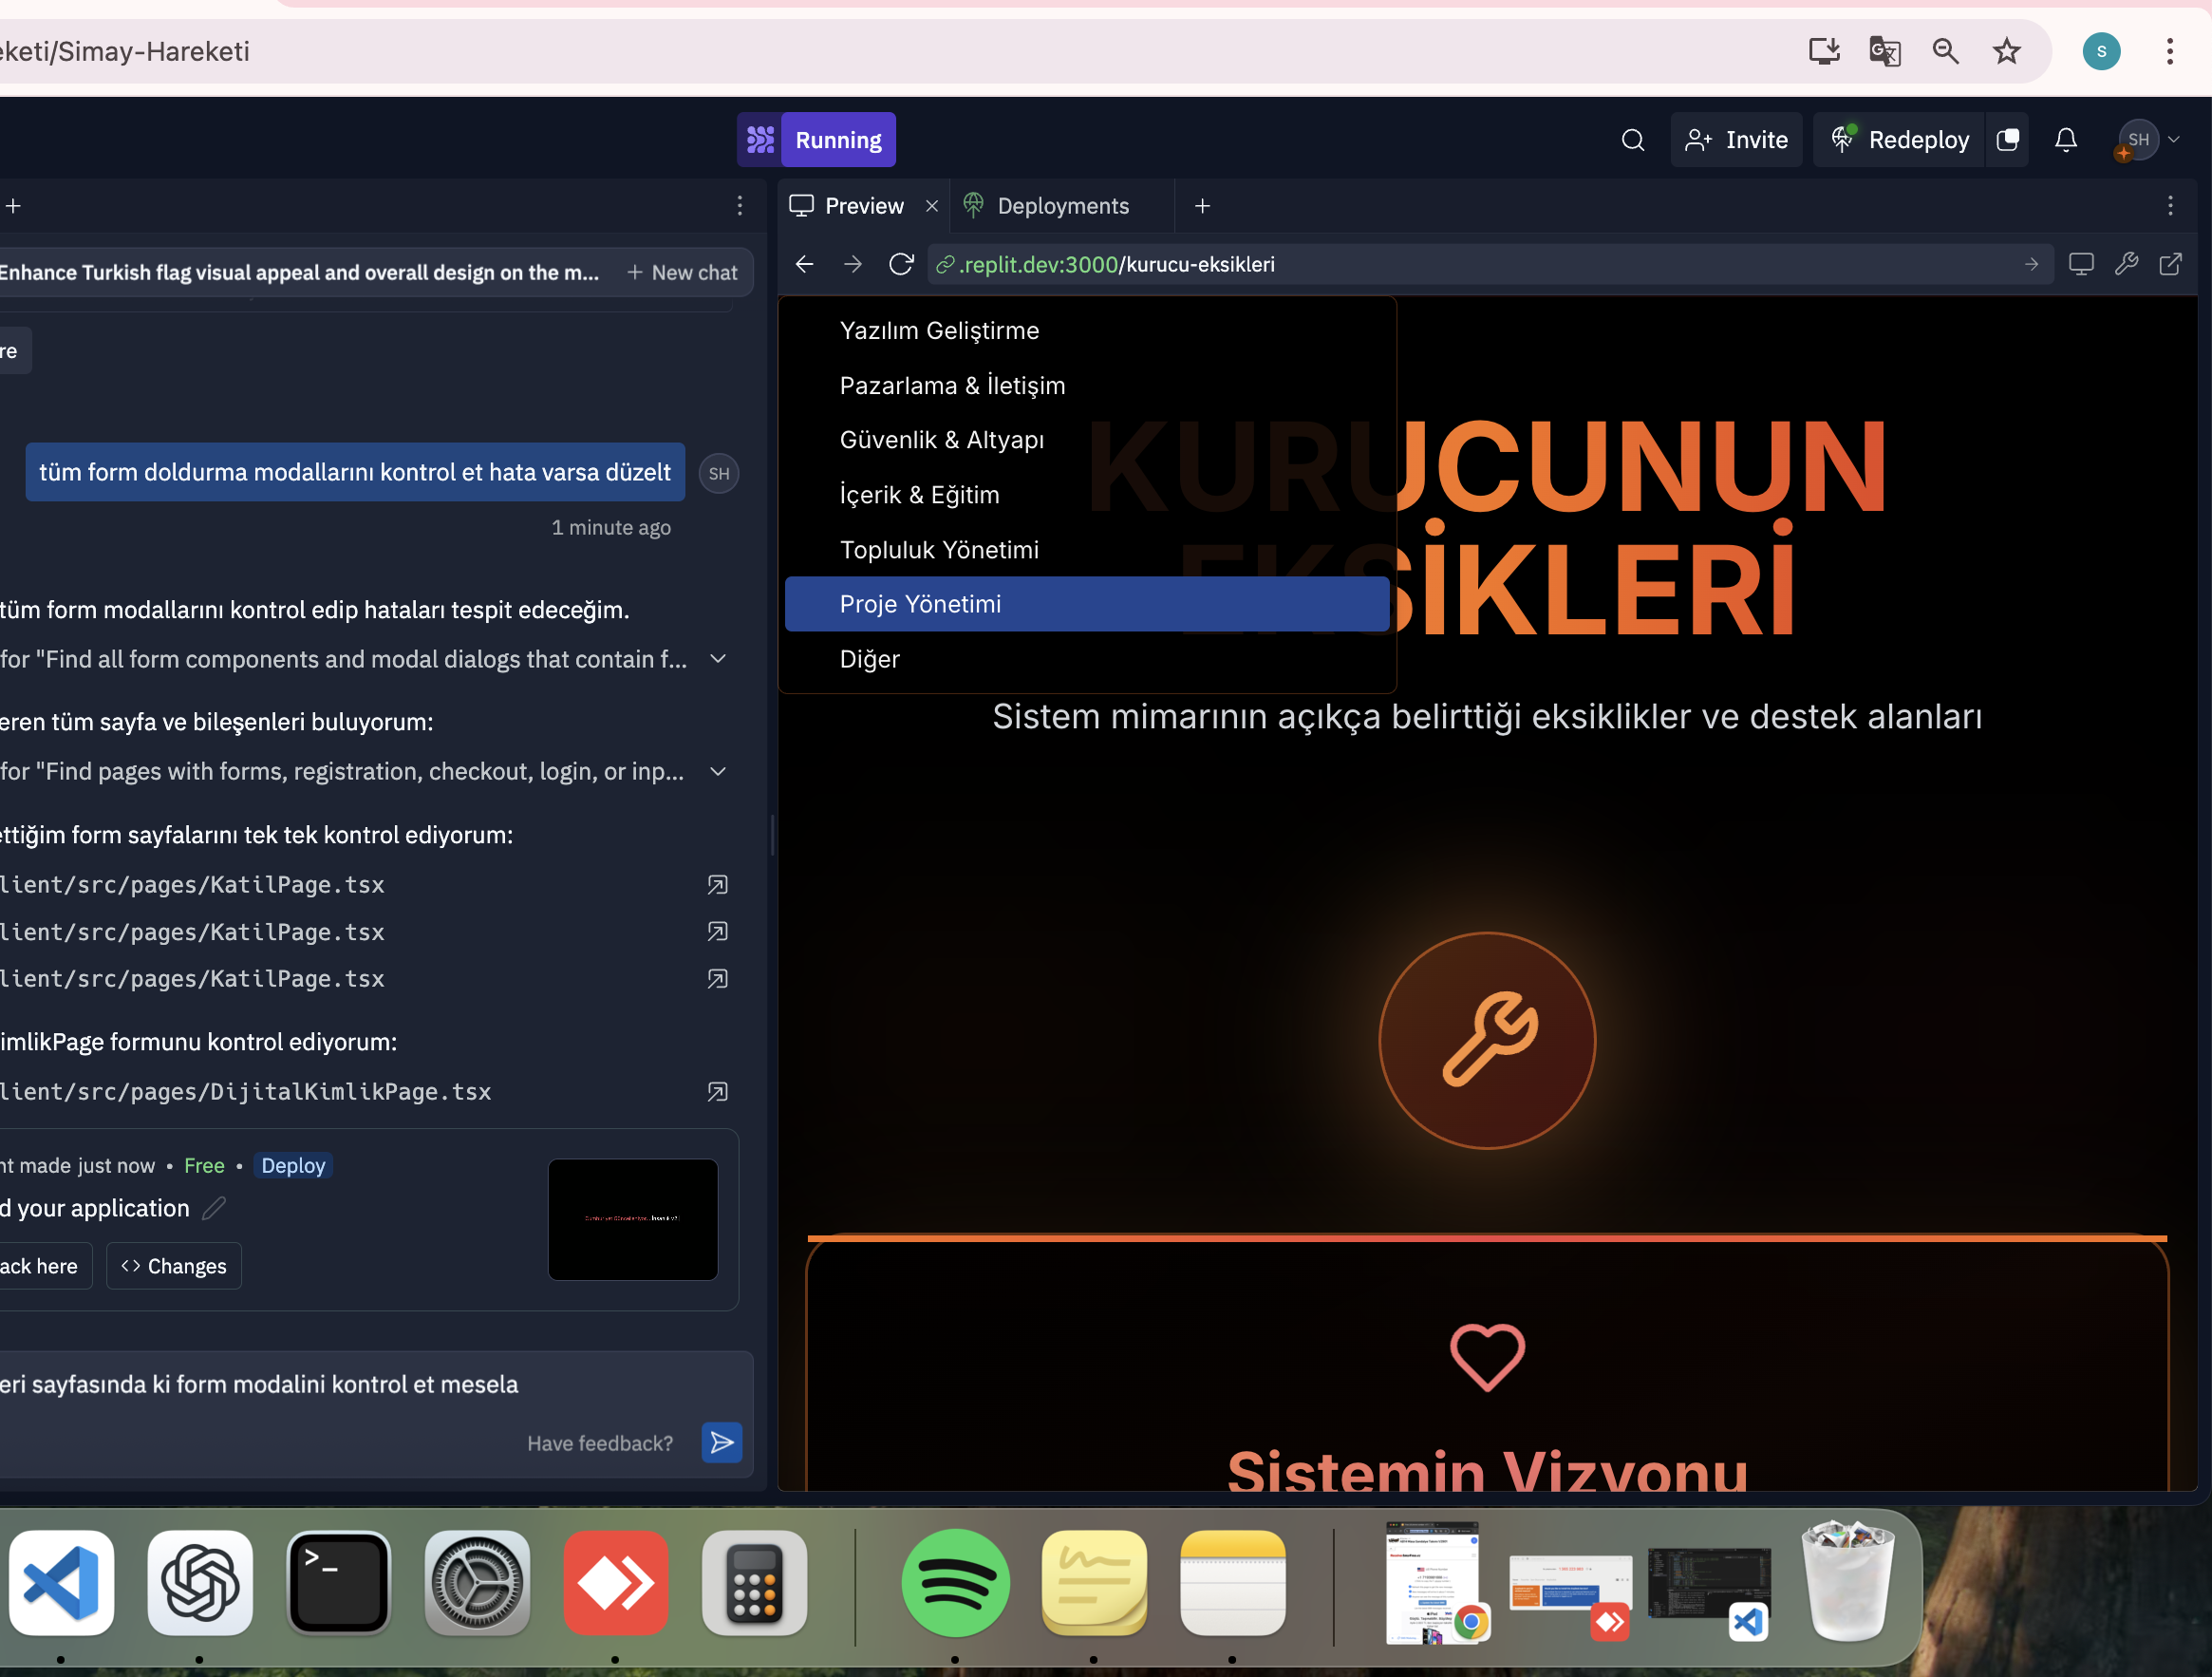 eketi/Simay-Hareketi
S
Running
Invite
Redeploy
SH
Preview
Deployments
Enhance Turkish flag visual appeal and overall design on the m...
New chat
.replit.dev:3000/kurucu-eksikleri
re
tüm form doldurma modallarını kontrol et hata varsa düzelt
SH
1 minute ago
tüm form modallarını kontrol edip hataları tespit edeceğim.
for "Find all form components and modal dialogs that contain f...
eren tüm sayfa ve bileşenleri buluyorum:
for "Find pages with forms, registration, checkout, login, or inp...
ettiğim form sayfalarını tek tek kontrol ediyorum:
lient/src/pages/KatilPage.tsx
lient/src/pages/KatilPage.tsx
lient/src/pages/KatilPage.tsx
imlikPage formunu kontrol ediyorum:
lient/src/pages/DijitalKimlikPage.tsx
nt made just now • Free • Deploy
d your application
ack here
<> Changes
eri sayfasında ki form modalini kontrol et mesela
Have feedback?
Yazılım Geliştirme
Pazarlama & İletişim
Güvenlik & Altyapı
İçerik & Eğitim
Topluluk Yönetimi
Proje Yönetimi
Diğer
KURUCUNUN
EKSİKLERİ
Sistem mimarının açıkça belirttiği eksiklikler ve destek alanları
Sistemin Vizyonu